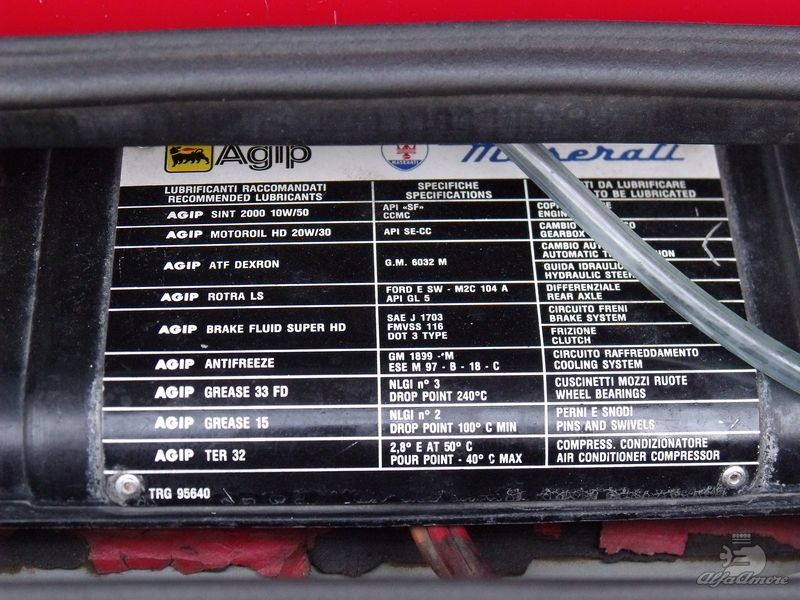 Agip MASERATI Maserati
LUBRIFICANTI RACCOMANDATI
RECOMMENDED LUBRICANTS
SPECIFICHE
SPECIFICATIONS
DA LUBRIFICARE
TO BE LUBRICATED
AGIP SINT 2000 10W/50
API «SF»
CCMC
AGIP MOTOROIL HD 20W/30
API SE-CC
CAMBIO
GEARBOX
AGIP ATF DEXRON
G.M. 6032 M
CAMBIO
AUTOMATIC
GUIDA
HYDRAULIC
AGIP ROTRA LS
FORD E SW - M2C 104 A
API GL 5
DIFFERENZIALE
REAR AXLE
AGIP BRAKE FLUID SUPER HD
SAE J 1703
FMVSS 116
DOT 3 TYPE
CIRCUITO FRENI
BRAKE SYSTEM
FRIZIONE
CLUTCH
AGIP ANTIFREEZE
GM 1899 - M
ESE M 97 - B - 18 - C
CIRCUITO RAFFREDDAMENTO
COOLING SYSTEM
AGIP GREASE 33 FD
NLGI n° 3
DROP POINT 240°C
CUSCINETTI MOZZI RUOTE
WHEEL BEARINGS
AGIP GREASE 15
NLGI n° 2
DROP POINT 100° C MIN
PERNI E SNODI
PINS AND SWIVELS
AGIP TER 32
2,8° E AT 50° C
POUR POINT - 40° C MAX
COMPRESS. CONDIZIONATORE
AIR CONDITIONER COMPRESSOR
TRG 95640
AlfaAmore